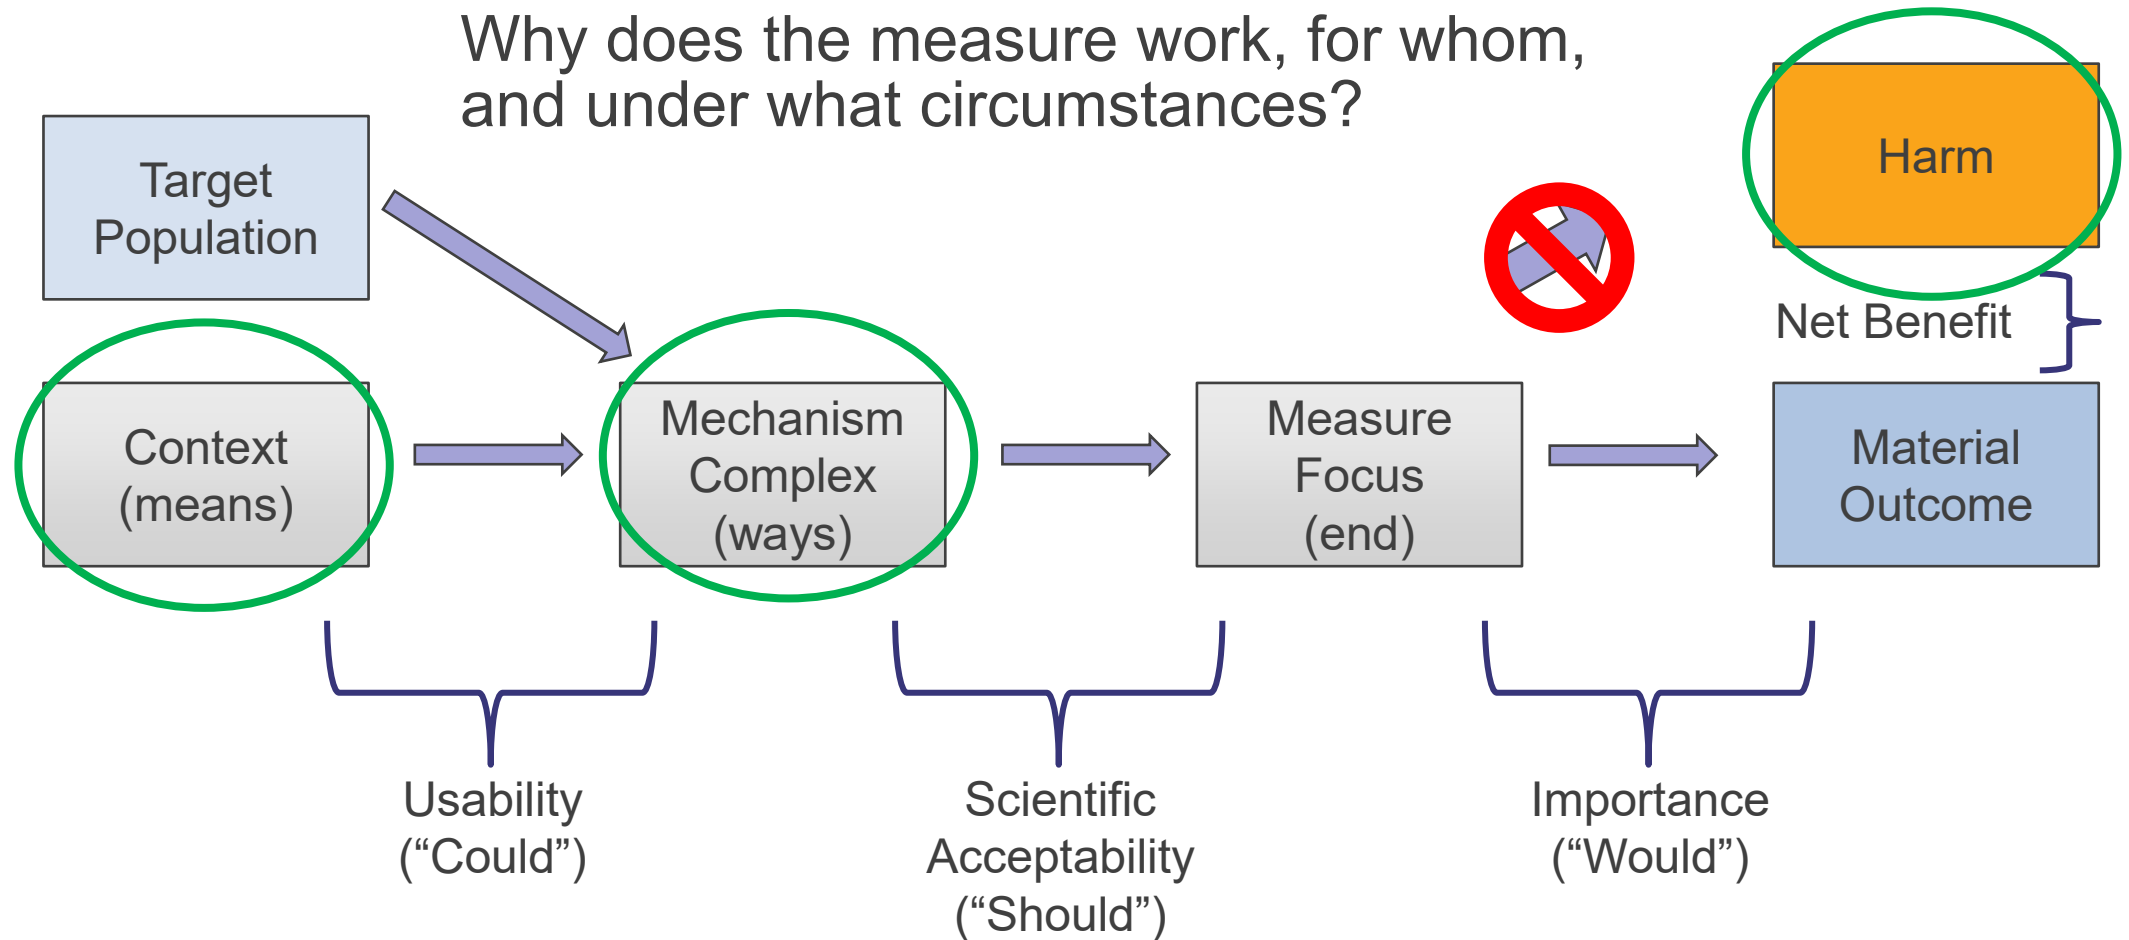 Why does the measure work, for whom,
and under what circumstances?
Target
Population
Harm
Net Benefit
Context
(means)
Mechanism
Complex
(ways)
Measure
Focus
(end)
Material
Outcome
Usability
(“Could”)
Scientific
Acceptability
(“Should”)
Importance
(“Would”)